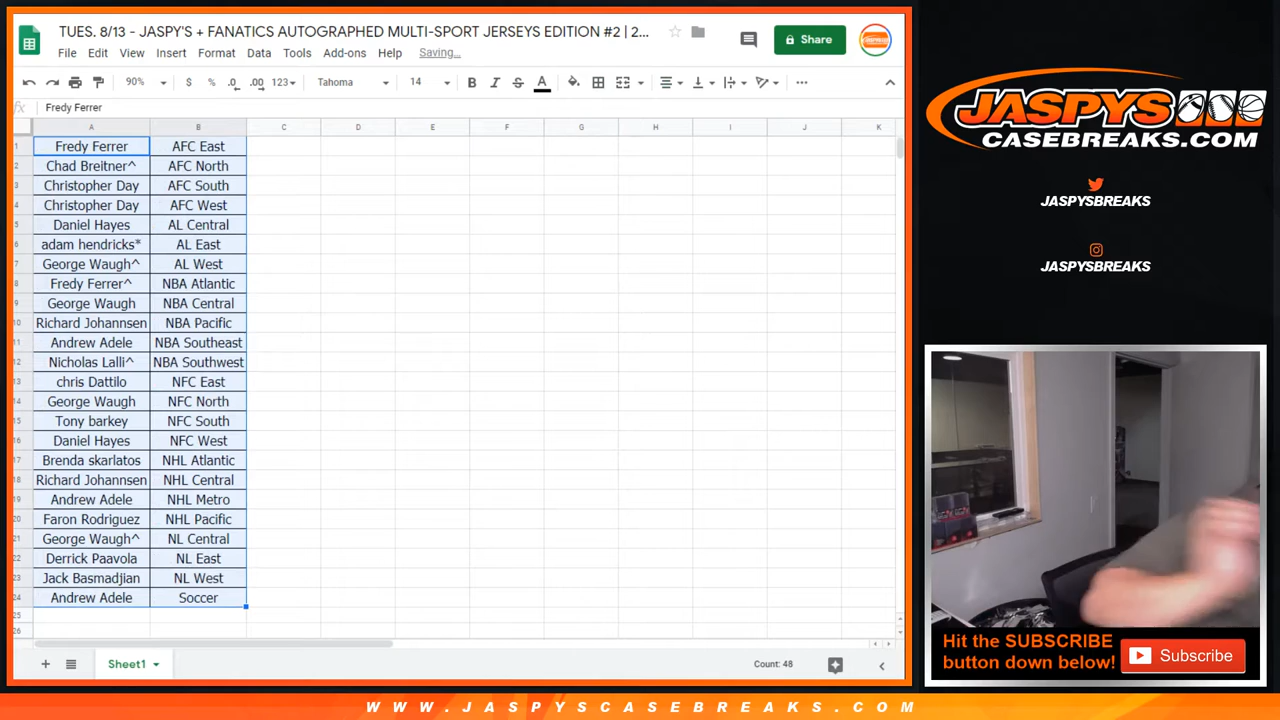 TUES. 8/13 - JASPY'S + FANATICS AUTOGRAPHED MULTI-SPORT JERSEYS EDITION #2 | 2...
File Edit View Insert Format Data Tools Add-ons Help Saving...
Share
90% $ % .0 .00 123 Tahoma 14 B I S A
fx Fredy Ferrer
A B C D E F G H I J K
1 Fredy Ferrer AFC East
2 Chad Breitner^ AFC North
3 Christopher Day AFC South
4 Christopher Day AFC West
5 Daniel Hayes AL Central
6 adam hendricks* AL East
7 George Waugh^ AL West
8 Fredy Ferrer^ NBA Atlantic
9 George Waugh NBA Central
10 Richard Johannsen NBA Pacific
11 Andrew Adele NBA Southeast
12 Nicholas Lalli^ NBA Southwest
13 chris Dattilo NFC East
14 George Waugh NFC North
15 Tony barkey NFC South
16 Daniel Hayes NFC West
17 Brenda skarlatos NHL Atlantic
18 Richard Johannsen NHL Central
19 Andrew Adele NHL Metro
20 Faron Rodriguez NHL Pacific
21 George Waugh^ NL Central
22 Derrick Paavola NL East
23 Jack Basmadjian NL West
24 Andrew Adele Soccer
25
26
Sheet1
Count: 48
JASPYS
CASEBREAKS.COM
JASPYSBREAKS
JASPYSBREAKS
Hit the SUBSCRIBE
button down below!
Subscribe
WWW.JASPYSCASEBREAKS.COM